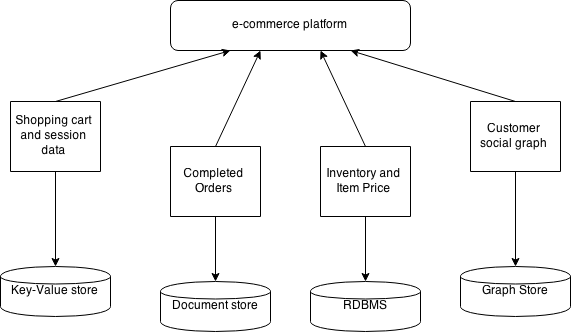 e-commerce platform
Shopping cart
and session
data
Completed
Orders
Inventory and
Item Price
Customer
social graph
Key-Value store
Document store
RDBMS
Graph Store